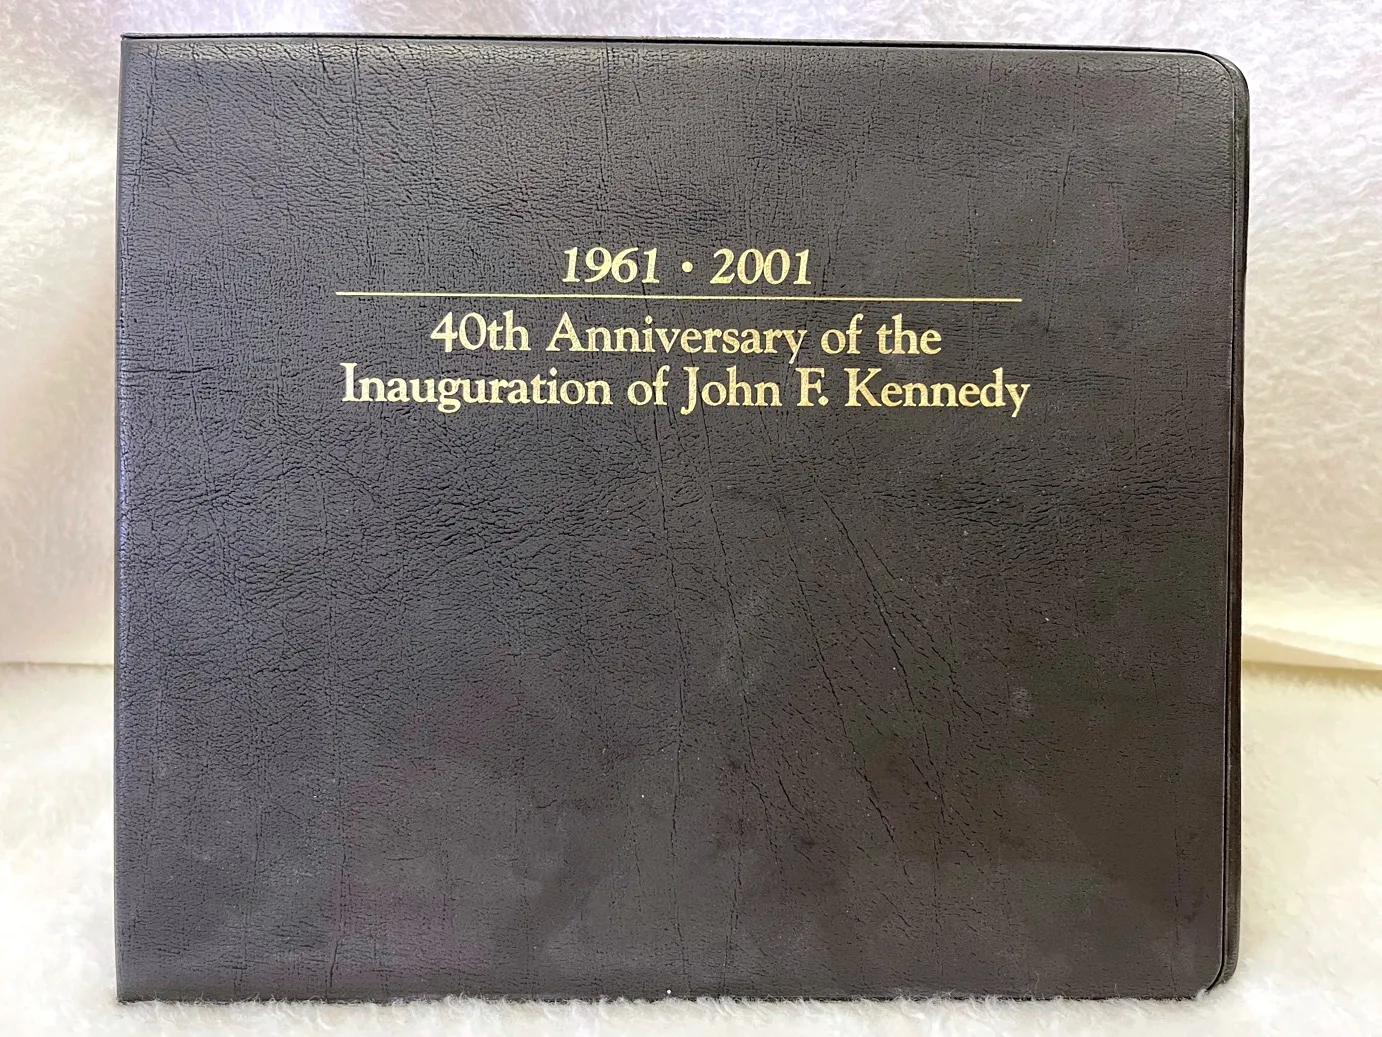 1961 • 2001
40th Anniversary of the
Inauguration of John F. Kennedy